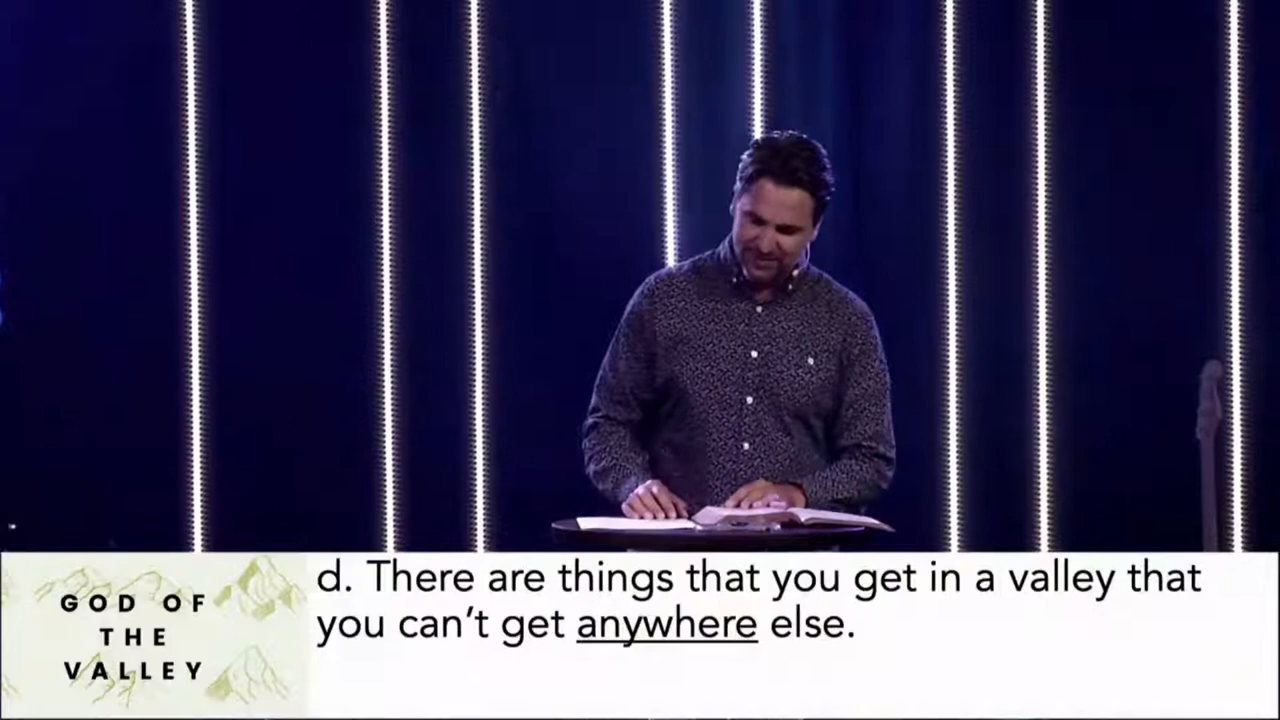 GOD OF
THE
VALLEY
d. There are things that you get in a valley that
you can't get anywhere else.